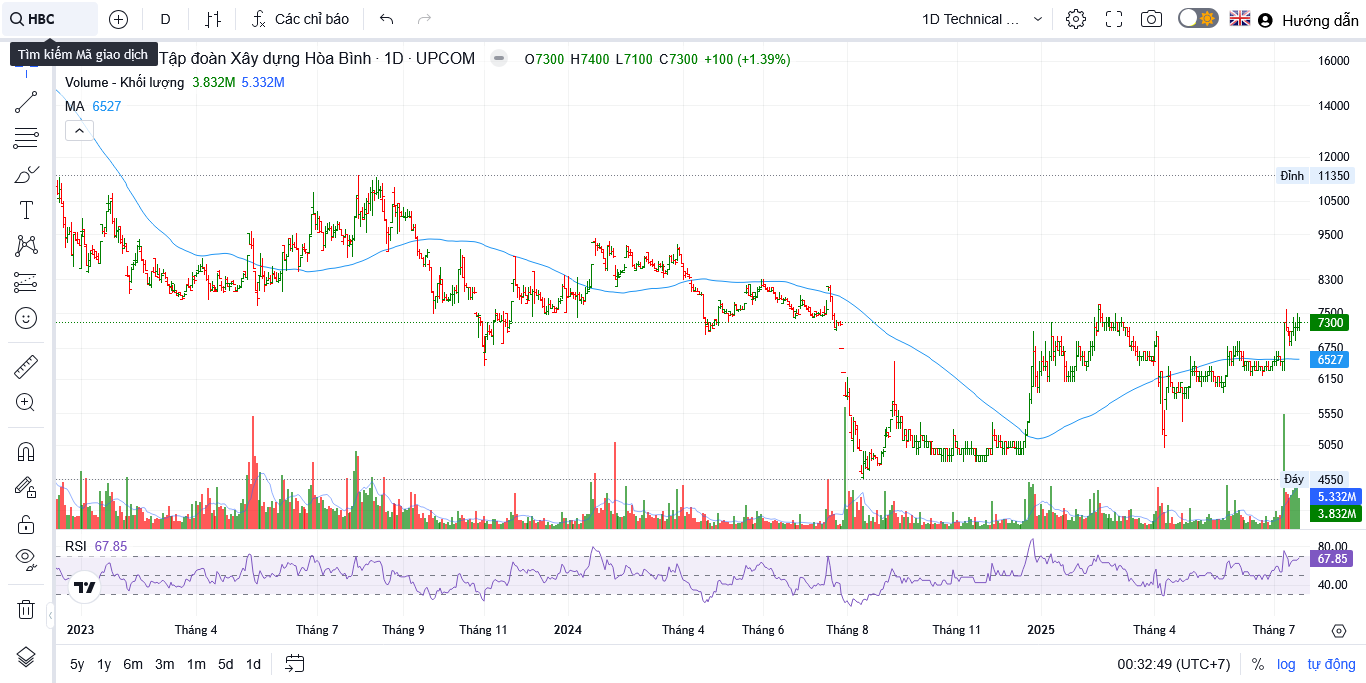 HBC
D
Các chỉ báo
1D Technical ...
Hướng dẫn
Tìm kiếm Mã giao dịch
Tập đoàn Xây dựng Hòa Bình · 1D · UPCOM
O7300 H7400 L7100 C7300 +100 (+1.39%)
Volume - Khối lượng 3.832M 5.332M
MA 6527
16000
14000
12000
Đỉnh 11350
10500
9500
8300
7500
7300
6750
6527
6150
5550
5050
Đáy 4550
5.332M
3.832M
RSI 67.85
80.00
67.85
40.00
2023 Tháng 4 Tháng 7 Tháng 9 Tháng 11 2024 Tháng 4 Tháng 6 Tháng 8 Tháng 11 2025 Tháng 4 Tháng 7
5y 1y 6m 3m 1m 5d 1d
00:32:49 (UTC+7) % log tự động